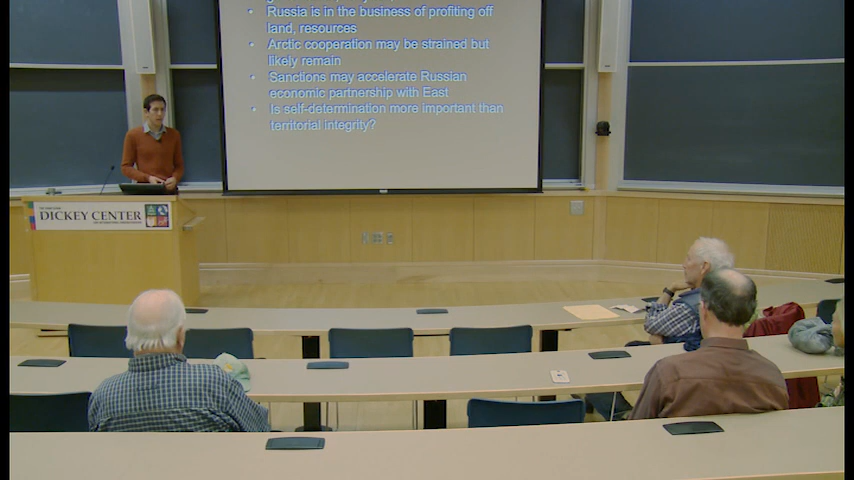 • Russia is in the business of profiting off
land, resources
• Arctic cooperation may be strained but
likely remain
• Sanctions may accelerate Russian
economic partnership with East
• Is self-determination more important than
territorial integrity?
DICKEY CENTER